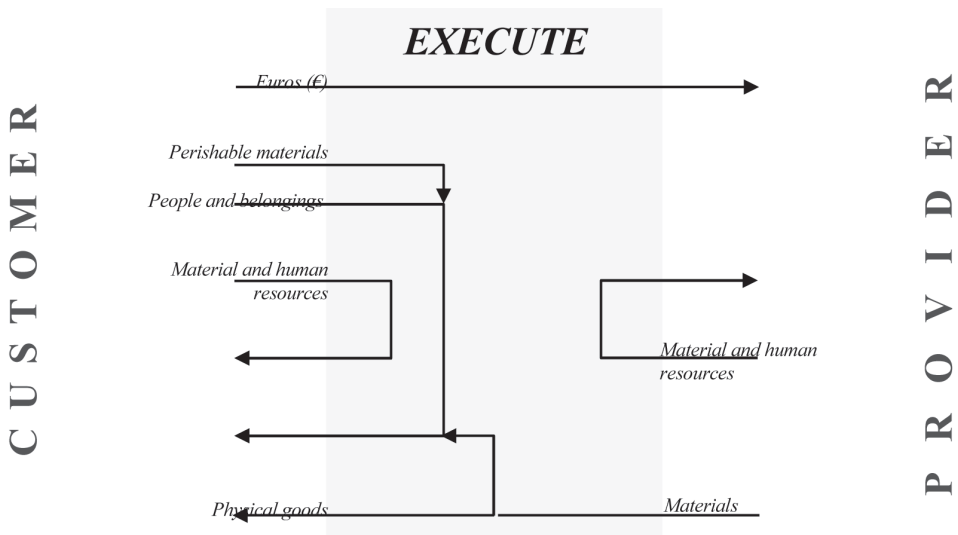 EXECUTE
CUSTOMER
PROVIDER
Euros (€)
Perishable materials
People and belongings
Material and human
resources
Material and human
resources
Physical goods
Materials